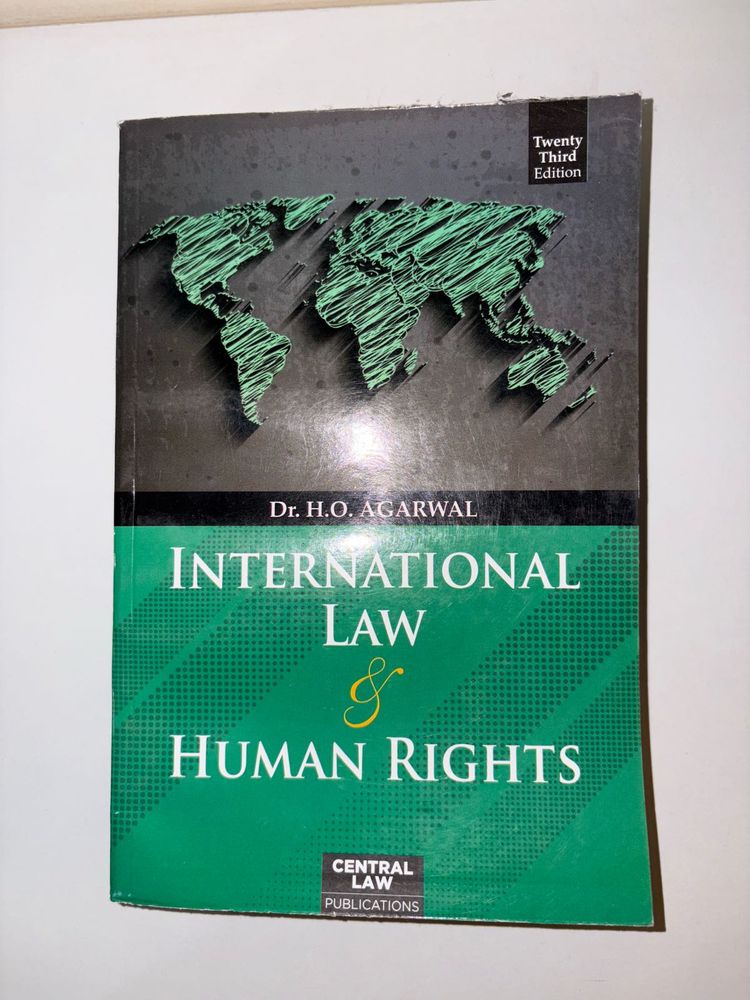 Twenty
Third
Edition
Dr. H.O. AGARWAL
INTERNATIONAL
LAW
&
HUMAN RIGHTS
CENTRAL
LAW
PUBLICATIONS